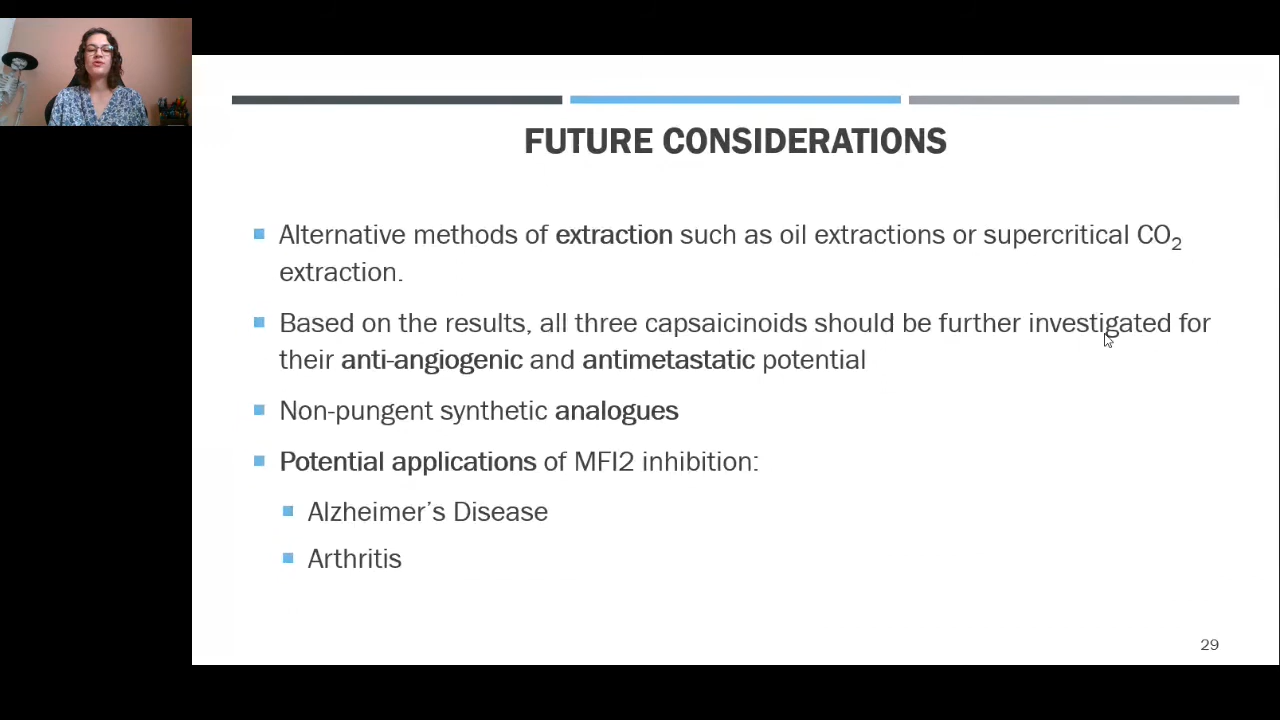 FUTURE CONSIDERATIONS
Alternative methods of extraction such as oil extractions or supercritical CO₂
extraction.
Based on the results, all three capsaicinoids should be further investigated for
their anti-angiogenic and antimetastatic potential
Non-pungent synthetic analogues
Potential applications of MFI2 inhibition:
Alzheimer’s Disease
Arthritis
29